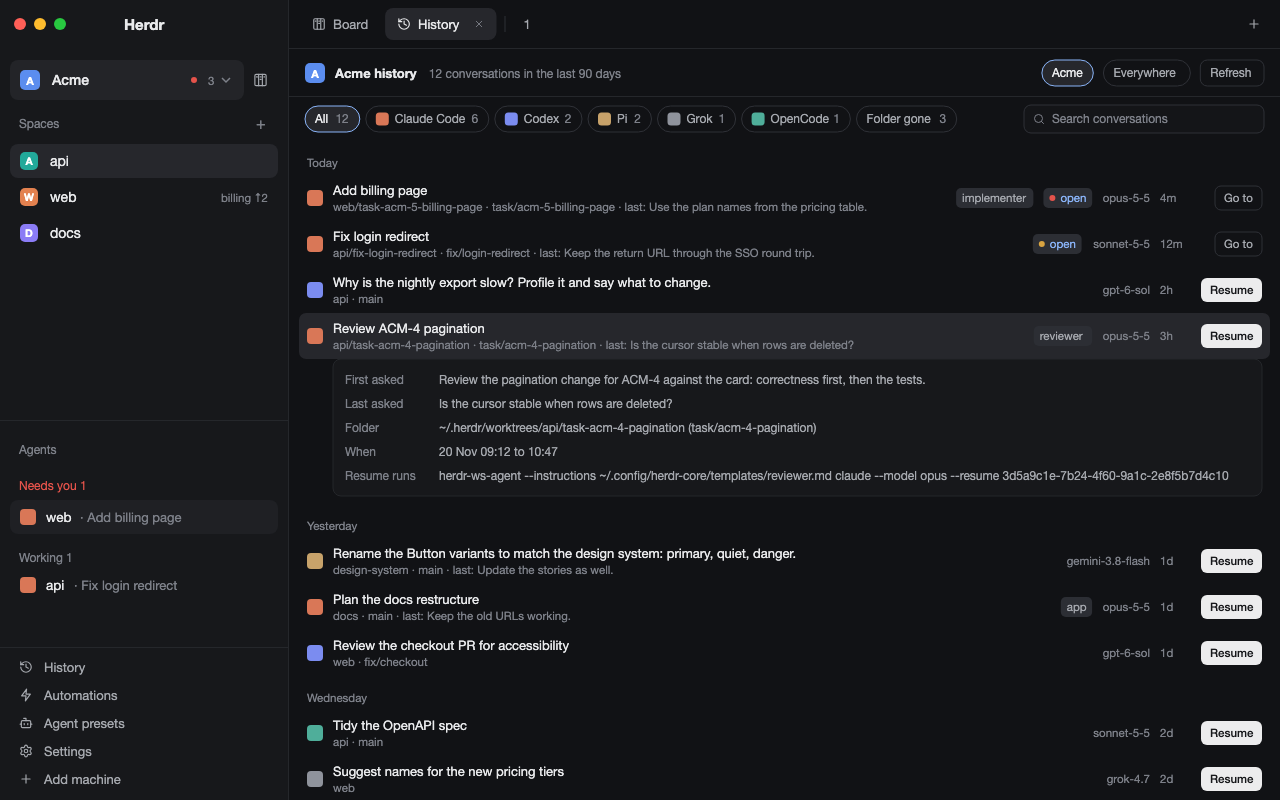 Herdr
A Acme 3
Spaces
A api
W web billing ↑2
D docs
Agents
Needs you 1
web · Add billing page
Working 1
api · Fix login redirect
History
Automations
Agent presets
Settings
Add machine
Board History × 1 +
A Acme history 12 conversations in the last 90 days Acme Everywhere Refresh
All 12 Claude Code 6 Codex 2 Pi 2 Grok 1 OpenCode 1 Folder gone 3 Search conversations
Today
Add billing page
web/task-acm-5-billing-page · task/acm-5-billing-page · last: Use the plan names from the pricing table.
implementer open opus-5-5 4m Go to
Fix login redirect
api/fix-login-redirect · fix/login-redirect · last: Keep the return URL through the SSO round trip.
open sonnet-5-5 12m Go to
Why is the nightly export slow? Profile it and say what to change.
api · main
gpt-6-sol 2h Resume
Review ACM-4 pagination
api/task-acm-4-pagination · task/acm-4-pagination · last: Is the cursor stable when rows are deleted?
reviewer opus-5-5 3h Resume
First asked Review the pagination change for ACM-4 against the card: correctness first, then the tests.
Last asked Is the cursor stable when rows are deleted?
Folder ~/.herdr/worktrees/api/task-acm-4-pagination (task/acm-4-pagination)
When 20 Nov 09:12 to 10:47
Resume runs herdr-ws-agent --instructions ~/.config/herdr-core/templates/reviewer.md claude --model opus --resume 3d5a9c1e-7b24-4f60-9a1c-2e8f5b7d4c10
Yesterday
Rename the Button variants to match the design system: primary, quiet, danger.
design-system · main · last: Update the stories as well.
gemini-3.8-flash 1d Resume
Plan the docs restructure
docs · main · last: Keep the old URLs working.
app opus-5-5 1d Resume
Review the checkout PR for accessibility
web · fix/checkout
gpt-6-sol 1d Resume
Wednesday
Tidy the OpenAPI spec
api · main
sonnet-5-5 2d Resume
Suggest names for the new pricing tiers
web
grok-4.7 2d Resume